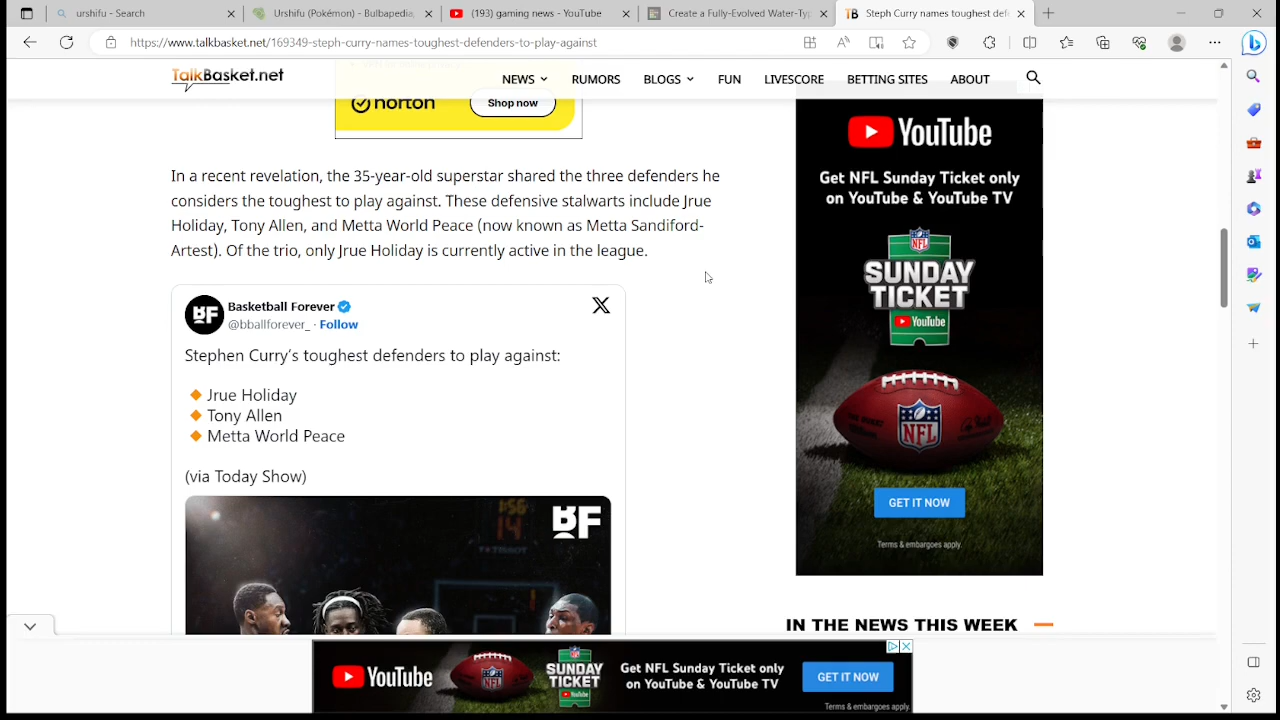 urshifu - Search
Urshifu (Pokémon) - Bulbapedia,
(193) gaming news - YouTube
Create a Fully-Evolved Water-Typ
Steph Curry names toughest def
https://www.talkbasket.net/169349-steph-curry-names-toughest-defenders-to-play-against
TalkBasket.net
NEWS
RUMORS
BLOGS
FUN
LIVESCORE
BETTING SITES
ABOUT
norton
Shop now
In a recent revelation, the 35-year-old superstar shared the three defenders he
considers the toughest to play against. These defensive stalwarts include Jrue
Holiday, Tony Allen, and Metta World Peace (now known as Metta Sandiford-
Artest). Of the trio, only Jrue Holiday is currently active in the league.
Basketball Forever
@bballforever_ · Follow
Stephen Curry's toughest defenders to play against:
Jrue Holiday
Tony Allen
Metta World Peace
(via Today Show)
BF
14
TISSOT
YouTube
Get NFL Sunday Ticket only
on YouTube & YouTube TV
NFL
SUNDAY
TICKET
YouTube
NFL
GET IT NOW
Terms & embargoes apply.
IN THE NEWS THIS WEEK
YouTube
SUNDAY
TICKET
Get NFL Sunday Ticket only
on YouTube & YouTube TV
GET IT NOW
Terms & embargoes apply.